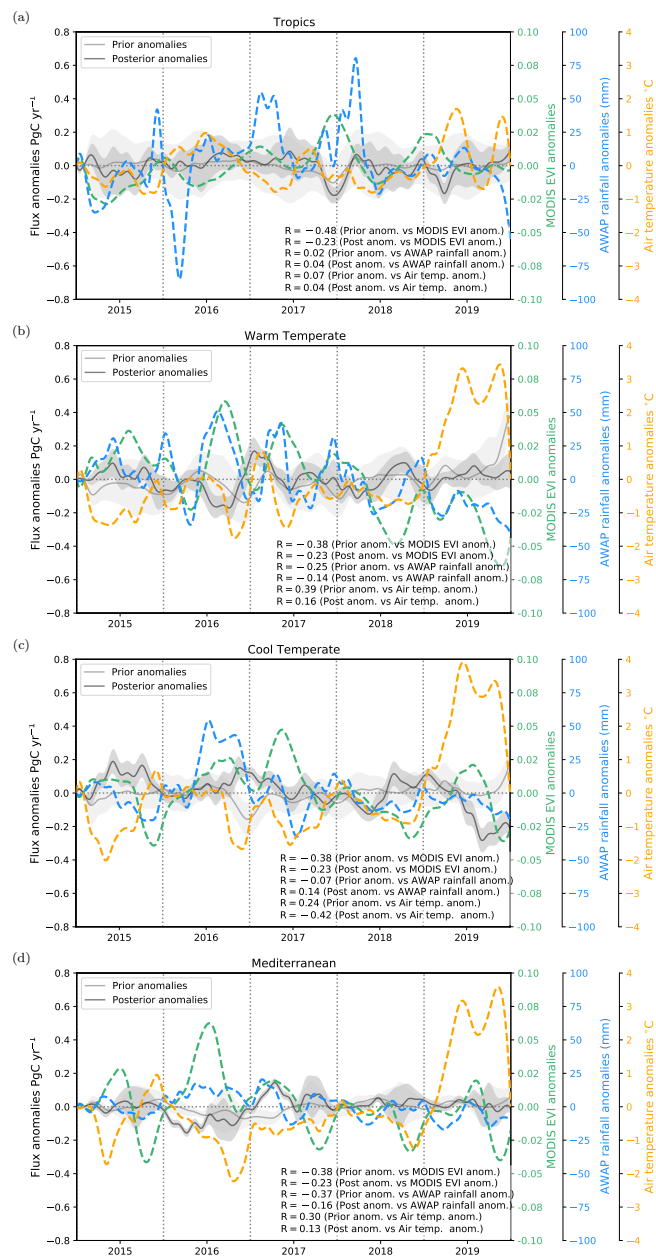 (a)
Tropics
Prior anomalies
Posterior anomalies
Flux anomalies PgC yr⁻¹
0.8
0.6
0.4
0.2
0.0
−0.2
−0.4
−0.6
−0.8
R = −0.48 (Prior anom. vs MODIS EVI anom.)
R = −0.23 (Post anom. vs MODIS EVI anom.)
R = 0.02 (Prior anom. vs AWAP rainfall anom.)
R = 0.04 (Post anom. vs AWAP rainfall anom.)
R = 0.07 (Prior anom. vs Air temp. anom.)
R = 0.04 (Post anom. vs Air temp. anom.)
2015 2016 2017 2018 2019
0.10
0.08
0.05
0.02
0.00
−0.02
−0.05
−0.08
−0.10
MODIS EVI anomalies
100
75
50
25
0
−25
−50
−75
−100
AWAP rainfall anomalies (mm)
4
3
2
1
0
−1
−2
−3
−4
Air temperature anomalies °C
(b)
Warm Temperate
Prior anomalies
Posterior anomalies
Flux anomalies PgC yr⁻¹
0.8
0.6
0.4
0.2
0.0
−0.2
−0.4
−0.6
−0.8
R = −0.38 (Prior anom. vs MODIS EVI anom.)
R = −0.23 (Post anom. vs MODIS EVI anom.)
R = −0.25 (Prior anom. vs AWAP rainfall anom.)
R = −0.14 (Post anom. vs AWAP rainfall anom.)
R = 0.39 (Prior anom. vs Air temp. anom.)
R = 0.16 (Post anom. vs Air temp. anom.)
2015 2016 2017 2018 2019
0.10
0.08
0.05
0.02
0.00
−0.02
−0.05
−0.08
−0.10
MODIS EVI anomalies
100
75
50
25
0
−25
−50
−75
−100
AWAP rainfall anomalies (mm)
4
3
2
1
0
−1
−2
−3
−4
Air temperature anomalies °C
(c)
Cool Temperate
Prior anomalies
Posterior anomalies
Flux anomalies PgC yr⁻¹
0.8
0.6
0.4
0.2
0.0
−0.2
−0.4
−0.6
−0.8
R = −0.38 (Prior anom. vs MODIS EVI anom.)
R = −0.23 (Post anom. vs MODIS EVI anom.)
R = −0.07 (Prior anom. vs AWAP rainfall anom.)
R = 0.14 (Post anom. vs AWAP rainfall anom.)
R = 0.24 (Prior anom. vs Air temp. anom.)
R = −0.42 (Post anom. vs Air temp. anom.)
2015 2016 2017 2018 2019
0.10
0.08
0.05
0.02
0.00
−0.02
−0.05
−0.08
−0.10
MODIS EVI anomalies
100
75
50
25
0
−25
−50
−75
−100
AWAP rainfall anomalies (mm)
4
3
2
1
0
−1
−2
−3
−4
Air temperature anomalies °C
(d)
Mediterranean
Prior anomalies
Posterior anomalies
Flux anomalies PgC yr⁻¹
0.8
0.6
0.4
0.2
0.0
−0.2
−0.4
−0.6
−0.8
R = −0.38 (Prior anom. vs MODIS EVI anom.)
R = −0.23 (Post anom. vs MODIS EVI anom.)
R = −0.37 (Prior anom. vs AWAP rainfall anom.)
R = −0.16 (Post anom. vs AWAP rainfall anom.)
R = 0.30 (Prior anom. vs Air temp. anom.)
R = 0.13 (Post anom. vs Air temp. anom.)
2015 2016 2017 2018 2019
0.10
0.08
0.05
0.02
0.00
−0.02
−0.05
−0.08
−0.10
MODIS EVI anomalies
100
75
50
25
0
−25
−50
−75
−100
AWAP rainfall anomalies (mm)
4
3
2
1
0
−1
−2
−3
−4
Air temperature anomalies °C